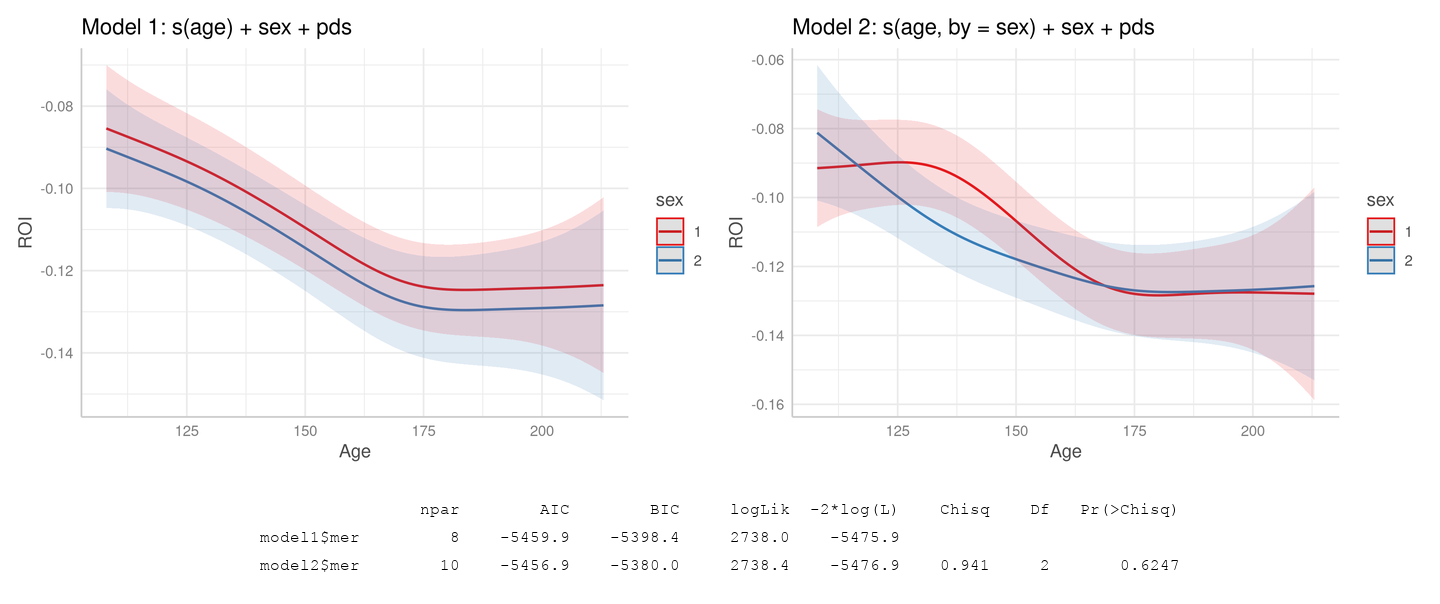 Model 1: s(age) + sex + pds
-0.08
-0.10
-0.12
-0.14
ROI
125 150 175 200
Age
sex
1
2
Model 2: s(age, by = sex) + sex + pds
-0.06
-0.08
-0.10
-0.12
-0.14
-0.16
ROI
125 150 175 200
Age
sex
1
2
npar AIC BIC logLik -2*log(L) Chisq Df Pr(>Chisq)
model1$mer 8 -5459.9 -5398.4 2738.0 -5475.9
model2$mer 10 -5456.9 -5380.0 2738.4 -5476.9 0.941 2 0.6247